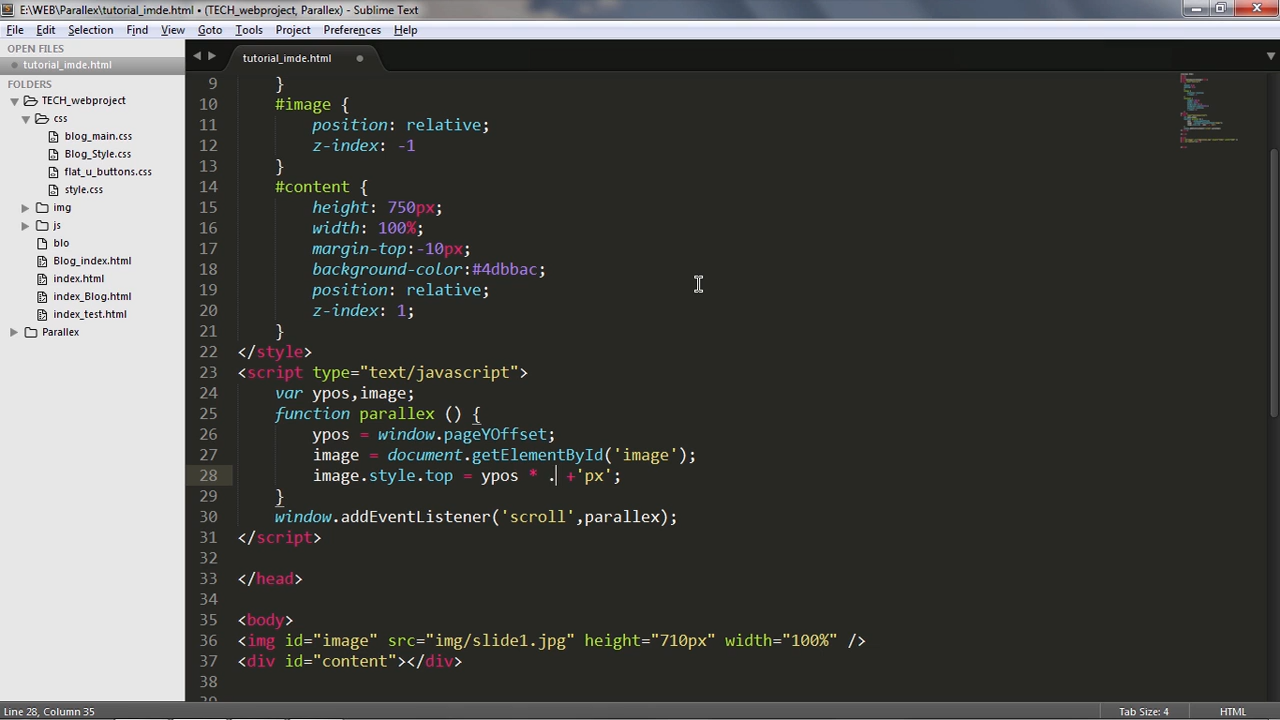 E:\WEB\Parallex\tutorial_imde.html • (TECH_webproject, Parallex) - Sublime Text
File Edit Selection Find View Goto Tools Project Preferences Help
OPEN FILES
tutorial_imde.html
FOLDERS
TECH_webproject
css
blog_main.css
Blog_Style.css
flat_u_buttons.css
style.css
img
js
blo
Blog_index.html
index.html
index_Blog.html
index_test.html
Parallex
tutorial_imde.html
9 }
10 #image {
11 position: relative;
12 z-index: -1
13 }
14 #content {
15 height: 750px;
16 width: 100%;
17 margin-top:-10px;
18 background-color:#4dbbac;
19 position: relative;
20 z-index: 1;
21 }
22 </style>
23 <script type="text/javascript">
24 var ypos,image;
25 function parallex () {
26 ypos = window.pageYOffset;
27 image = document.getElementById('image');
28 image.style.top = ypos * . +'px';
29 }
30 window.addEventListener('scroll',parallex);
31 </script>
32
33 </head>
34
35 <body>
36 <img id="image" src="img/slide1.jpg" height="710px" width="100%" />
37 <div id="content"></div>
38
Line 28, Column 35 Tab Size: 4 HTML